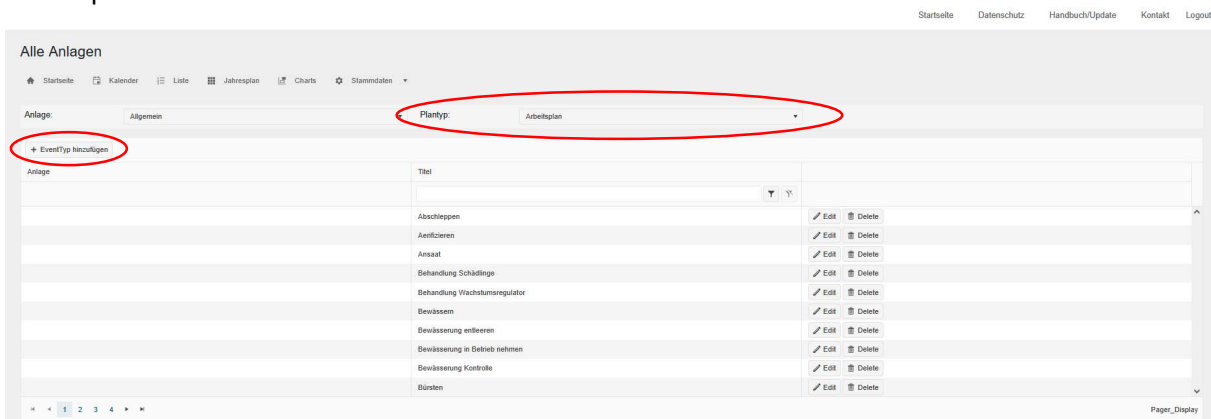 Startseite Datenschutz Handbuch/Update Kontakt Logout
Alle Anlagen
Startseite Kalender Liste Jahresplan Charts Stammdaten
Anlage: Allgemein Plantyp: Arbeitsplan
+ EventTyp hinzufügen
Anlage Titel
Abschleppen Edit Delete
Aerifizieren Edit Delete
Ansaat Edit Delete
Behandlung Schädlinge Edit Delete
Behandlung Wachstumsregulator Edit Delete
Bewässern Edit Delete
Bewässerung entleeren Edit Delete
Bewässerung in Betrieb nehmen Edit Delete
Bewässerung Kontrolle Edit Delete
Bürsten Edit Delete
1 2 3 4 Pager_Display